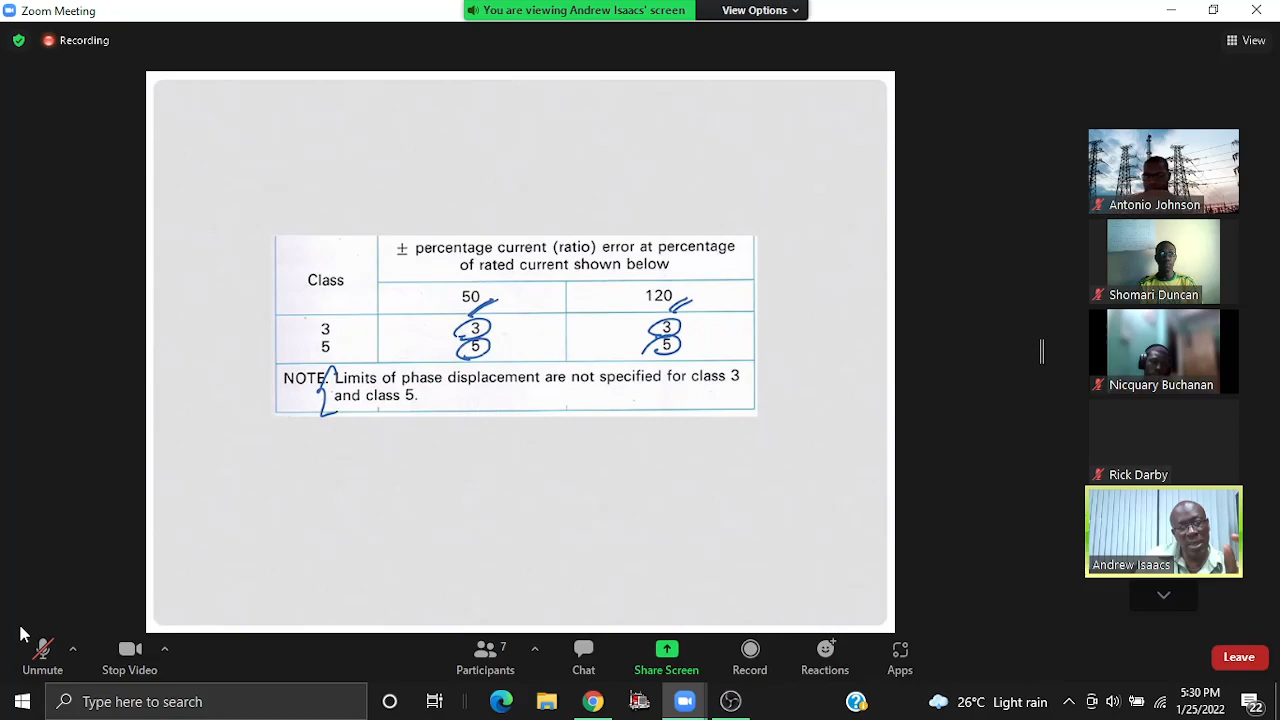 Zoom Meeting
You are viewing Andrew Isaacs' screen
View Options
Recording
View
Class
± percentage current (ratio) error at percentage
of rated current shown below
50
120
3 3 3
5 5 5
NOTE. Limits of phase displacement are not specified for class 3
and class 5.
Antonio Johnson
Shomari Duncan
Nicquary Buchanan
Rick Darby
Andrew Isaacs
Unmute
Stop Video
7
Participants
Chat
Share Screen
Record
Reactions
Apps
Leave
Type here to search
26°C Light rain
5:30 PM
1/25/2022
22